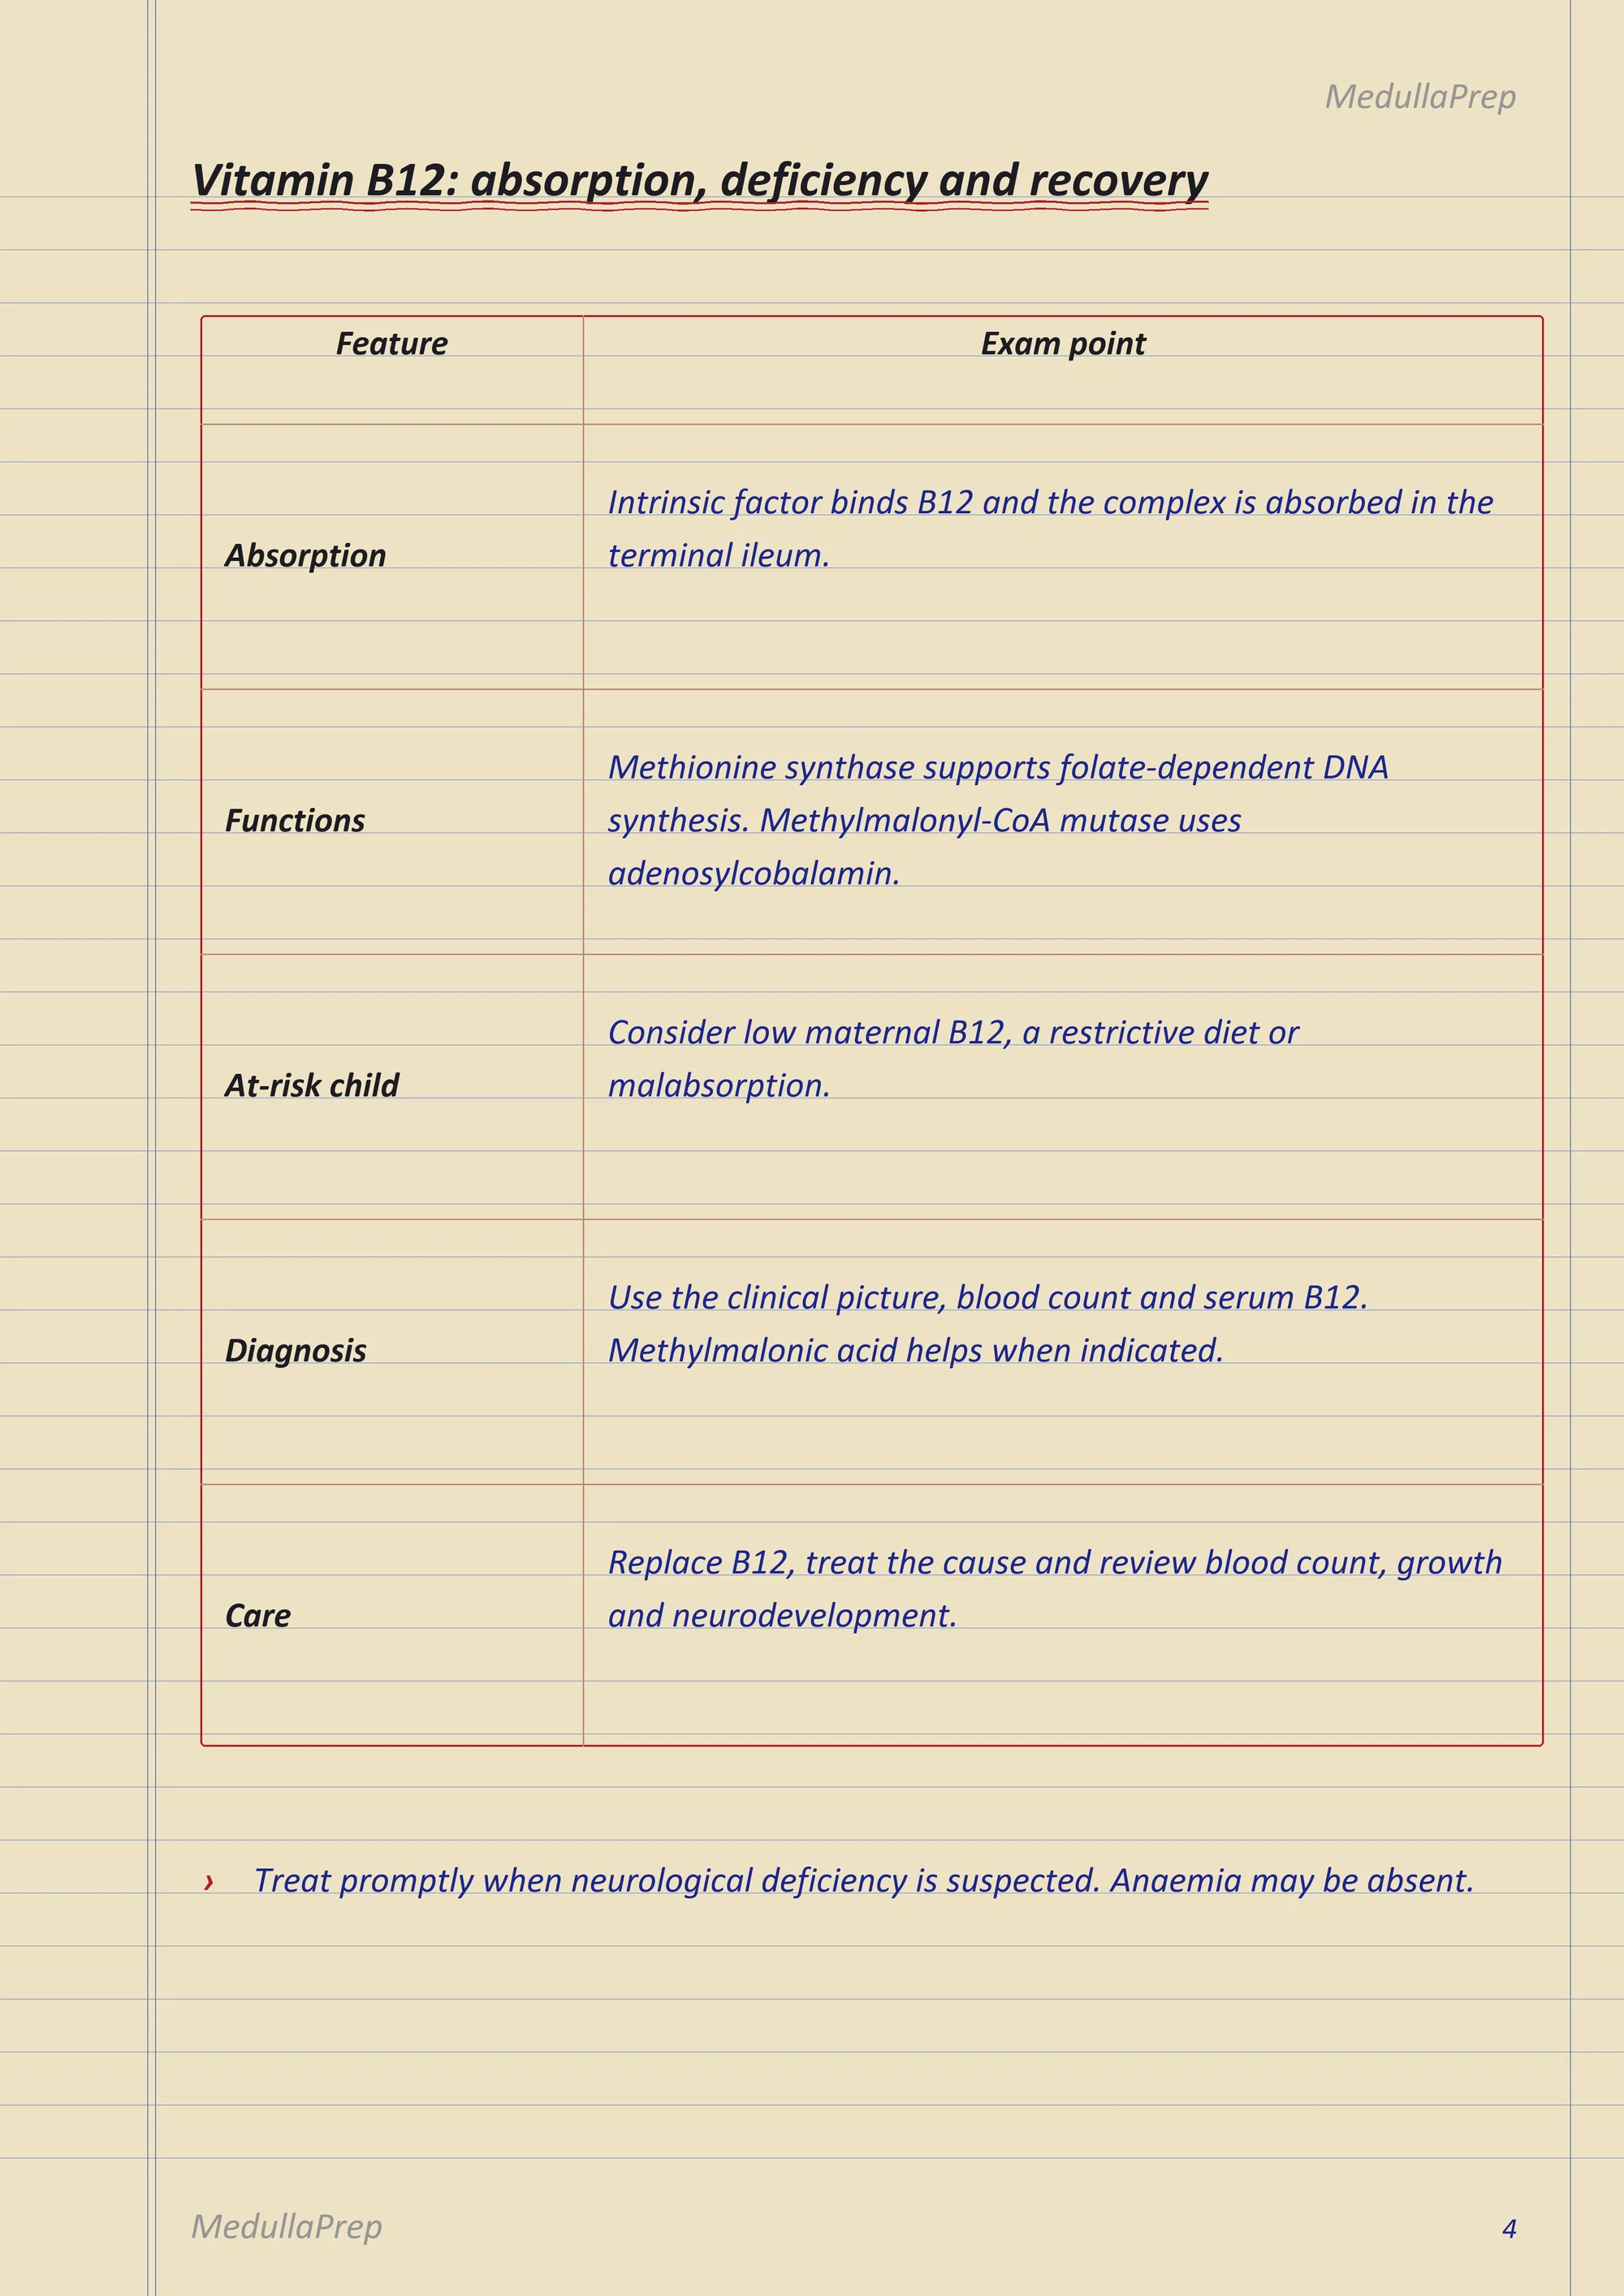 MedullaPrep
Vitamin B12: absorption, deficiency and recovery
Feature
Exam point
Absorption
Intrinsic factor binds B12 and the complex is absorbed in the
terminal ileum.
Functions
Methionine synthase supports folate-dependent DNA
synthesis. Methylmalonyl-CoA mutase uses
adenosylcobalamin.
At-risk child
Consider low maternal B12, a restrictive diet or
malabsorption.
Diagnosis
Use the clinical picture, blood count and serum B12.
Methylmalonic acid helps when indicated.
Care
Replace B12, treat the cause and review blood count, growth
and neurodevelopment.
› Treat promptly when neurological deficiency is suspected. Anaemia may be absent.
MedullaPrep
4